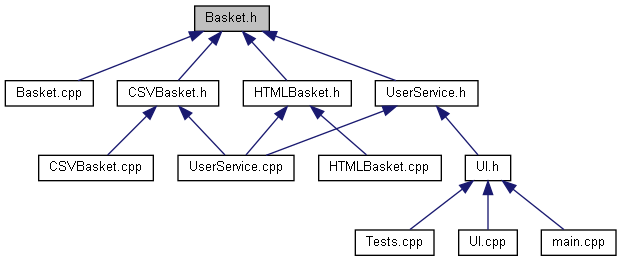 Basket.h
Basket.cpp
CSVBasket.h
HTMLBasket.h
UserService.h
CSVBasket.cpp
UserService.cpp
HTMLBasket.cpp
UI.h
Tests.cpp
UI.cpp
main.cpp